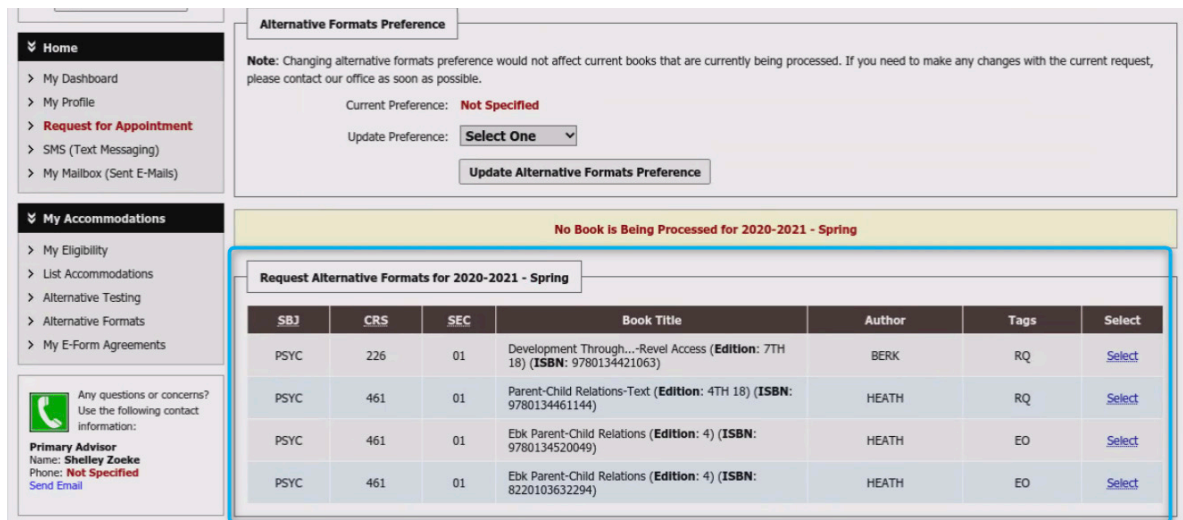 Home
My Dashboard
My Profile
Request for Appointment
SMS (Text Messaging)
My Mailbox (Sent E-Mails)
My Accommodations
My Eligibility
List Accommodations
Alternative Testing
Alternative Formats
My E-Form Agreements
Any questions or concerns?
Use the following contact
information:
Primary Advisor
Name: Shelley Zoeke
Phone: Not Specified
Send Email
Alternative Formats Preference
Note: Changing alternative formats preference would not affect current books that are currently being processed. If you need to make any changes with the current request,
please contact our office as soon as possible.
Current Preference: Not Specified
Update Preference: Select One
Update Alternative Formats Preference
No Book is Being Processed for 2020-2021 - Spring
Request Alternative Formats for 2020-2021 - Spring
SBJ CRS SEC Book Title Author Tags Select
PSYC 226 01 Development Through...-Revel Access (Edition: 7TH
18) (ISBN: 9780134421063) BERK RQ Select
PSYC 461 01 Parent-Child Relations-Text (Edition: 4TH 18) (ISBN:
9780134461144) HEATH RQ Select
PSYC 461 01 Ebk Parent-Child Relations (Edition: 4) (ISBN:
9780134520049) HEATH EO Select
PSYC 461 01 Ebk Parent-Child Relations (Edition: 4) (ISBN:
8220103632294) HEATH EO Select